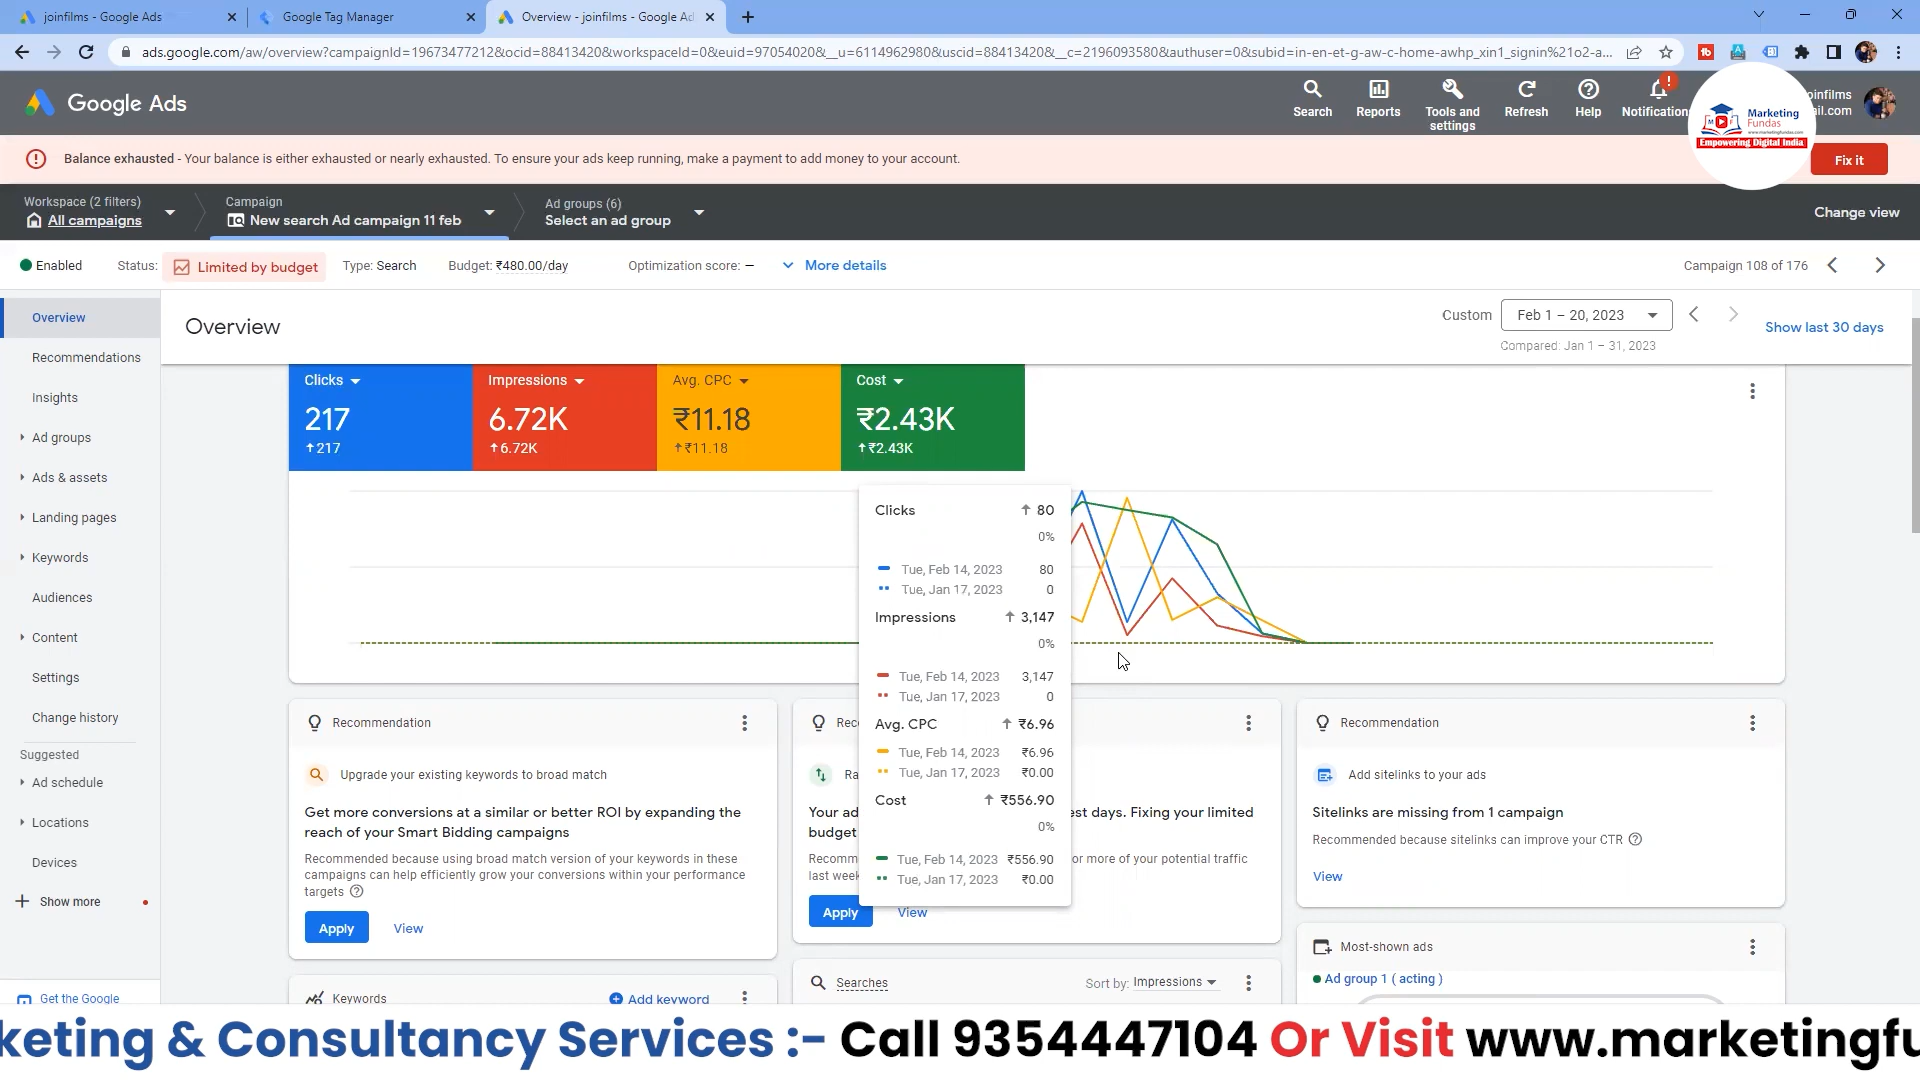 joinfilms - Google Ads
Google Tag Manager
Overview - joinfilms - Google Ad
ads.google.com/aw/overview?campaignId=19673477212&ocid=88413420&workspaceId=0&euid=97054020&__u=6114962980&uscid=88413420&__c=2196093580&authuser=0&subid=in-en-et-g-aw-c-home-awhp_xin1_signin%21o2-a...
Google Ads
Search
Reports
Tools and
settings
Refresh
Help
Notification
oinfilms
ail.com
Marketing
Fundas
www.marketingfundas.com
Empowering Digital India
Balance exhausted - Your balance is either exhausted or nearly exhausted. To ensure your ads keep running, make a payment to add money to your account.
Fix it
Workspace (2 filters)
All campaigns
Campaign
New search Ad campaign 11 feb
Ad groups (6)
Select an ad group
Change view
Enabled
Status: Limited by budget
Type: Search
Budget: ₹480.00/day
Optimization score: –
More details
Campaign 108 of 176
Overview
Recommendations
Insights
Ad groups
Ads & assets
Landing pages
Keywords
Audiences
Content
Settings
Change history
Suggested
Ad schedule
Locations
Devices
Show more
Get the Google
Overview
Custom
Feb 1 – 20, 2023
Compared: Jan 1 – 31, 2023
Show last 30 days
Clicks
217
↑217
Impressions
6.72K
↑6.72K
Avg. CPC
₹11.18
↑₹11.18
Cost
₹2.43K
↑₹2.43K
Clicks ↑ 80
0%
Tue, Feb 14, 2023 80
Tue, Jan 17, 2023 0
Impressions ↑ 3,147
0%
Tue, Feb 14, 2023 3,147
Tue, Jan 17, 2023 0
Avg. CPC ↑ ₹6.96
Tue, Feb 14, 2023 ₹6.96
Tue, Jan 17, 2023 ₹0.00
Cost ↑ ₹556.90
0%
Tue, Feb 14, 2023 ₹556.90
Tue, Jan 17, 2023 ₹0.00
Recommendation
Upgrade your existing keywords to broad match
Get more conversions at a similar or better ROI by expanding the
reach of your Smart Bidding campaigns
Recommended because using broad match version of your keywords in these
campaigns can help efficiently grow your conversions within your performance
targets
Apply
View
Rec
Ra
Your ad
est days. Fixing your limited
budget
Recomm
or more of your potential traffic
last wee
Apply
View
Recommendation
Add sitelinks to your ads
Sitelinks are missing from 1 campaign
Recommended because sitelinks can improve your CTR
View
Most-shown ads
Ad group 1 ( acting )
Keywords
Add keyword
Searches
Sort by: Impressions
keting & Consultancy Services :- Call 9354447104 Or Visit www.marketingfu